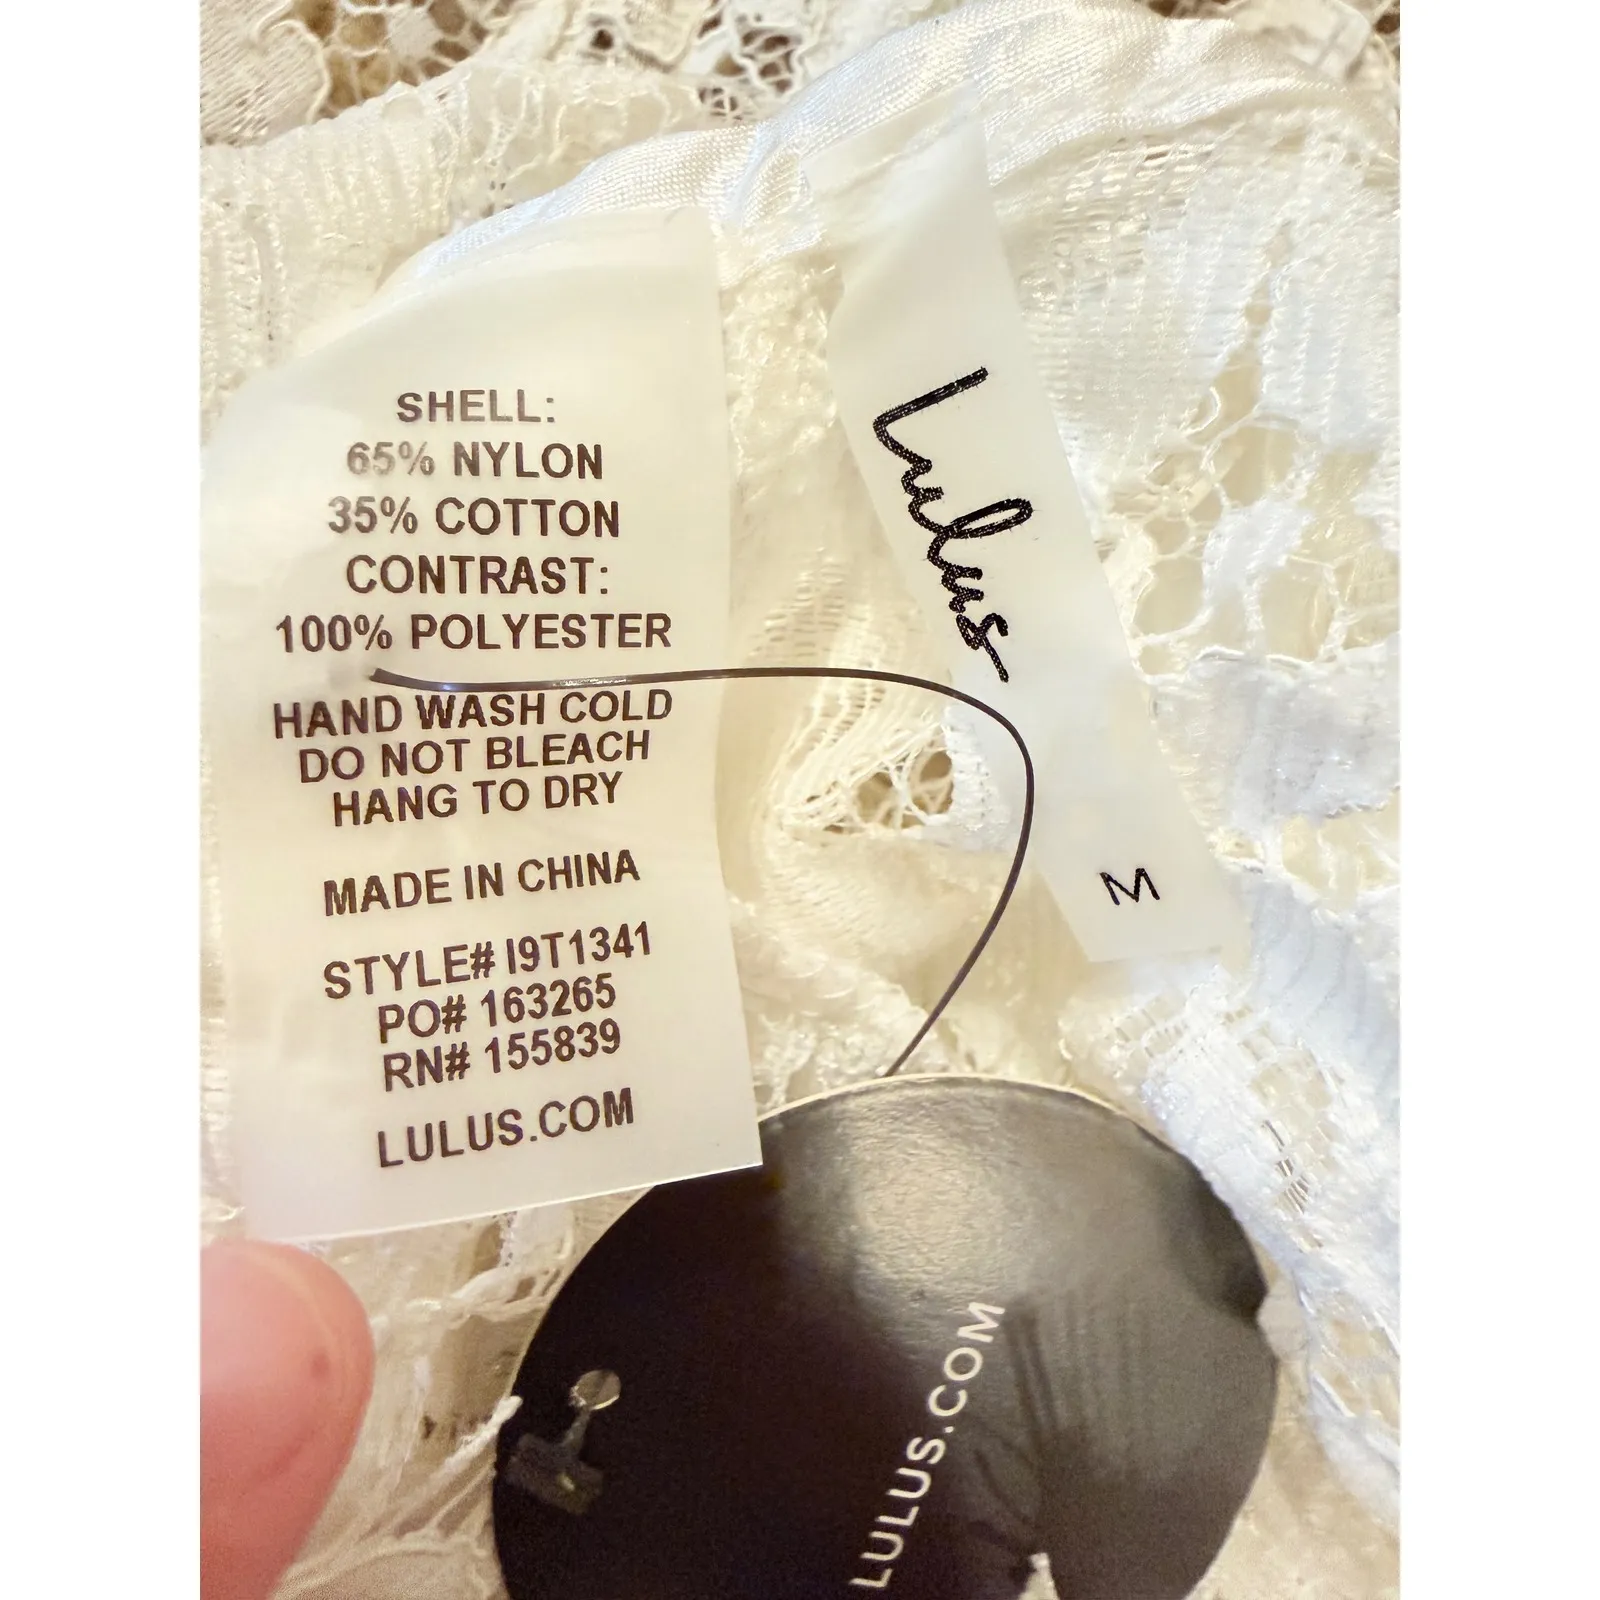 SHELL:
65% NYLON
35% COTTON
CONTRAST:
100% POLYESTER
HAND WASH COLD
DO NOT BLEACH
HANG TO DRY
MADE IN CHINA
STYLE# I9T1341
PO# 163265
RN# 155839
LULUS.COM
Lulus
M
LULUS.COM